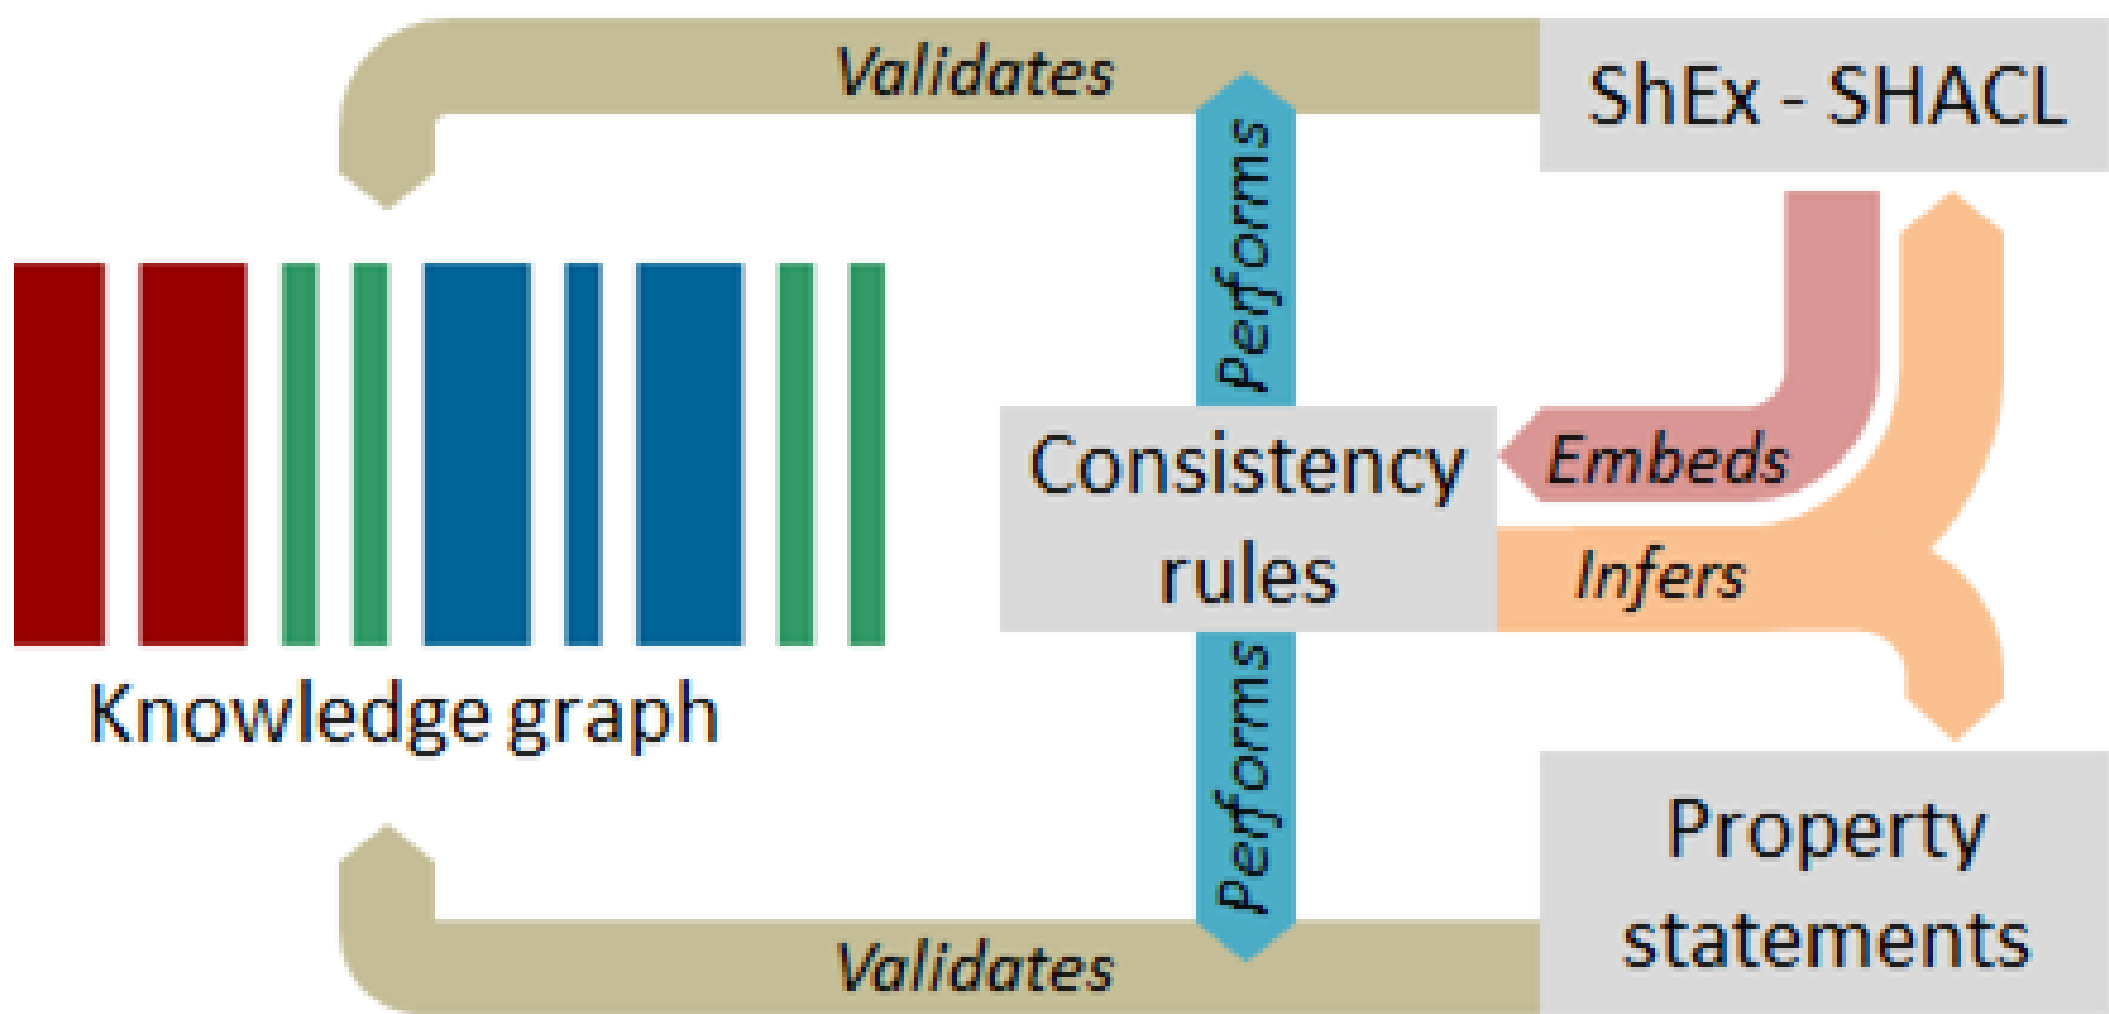 Validates
ShEx - SHACL
Performs
Consistency
rules
Embeds
Infers
Knowledge graph
Performs
Property
statements
Validates